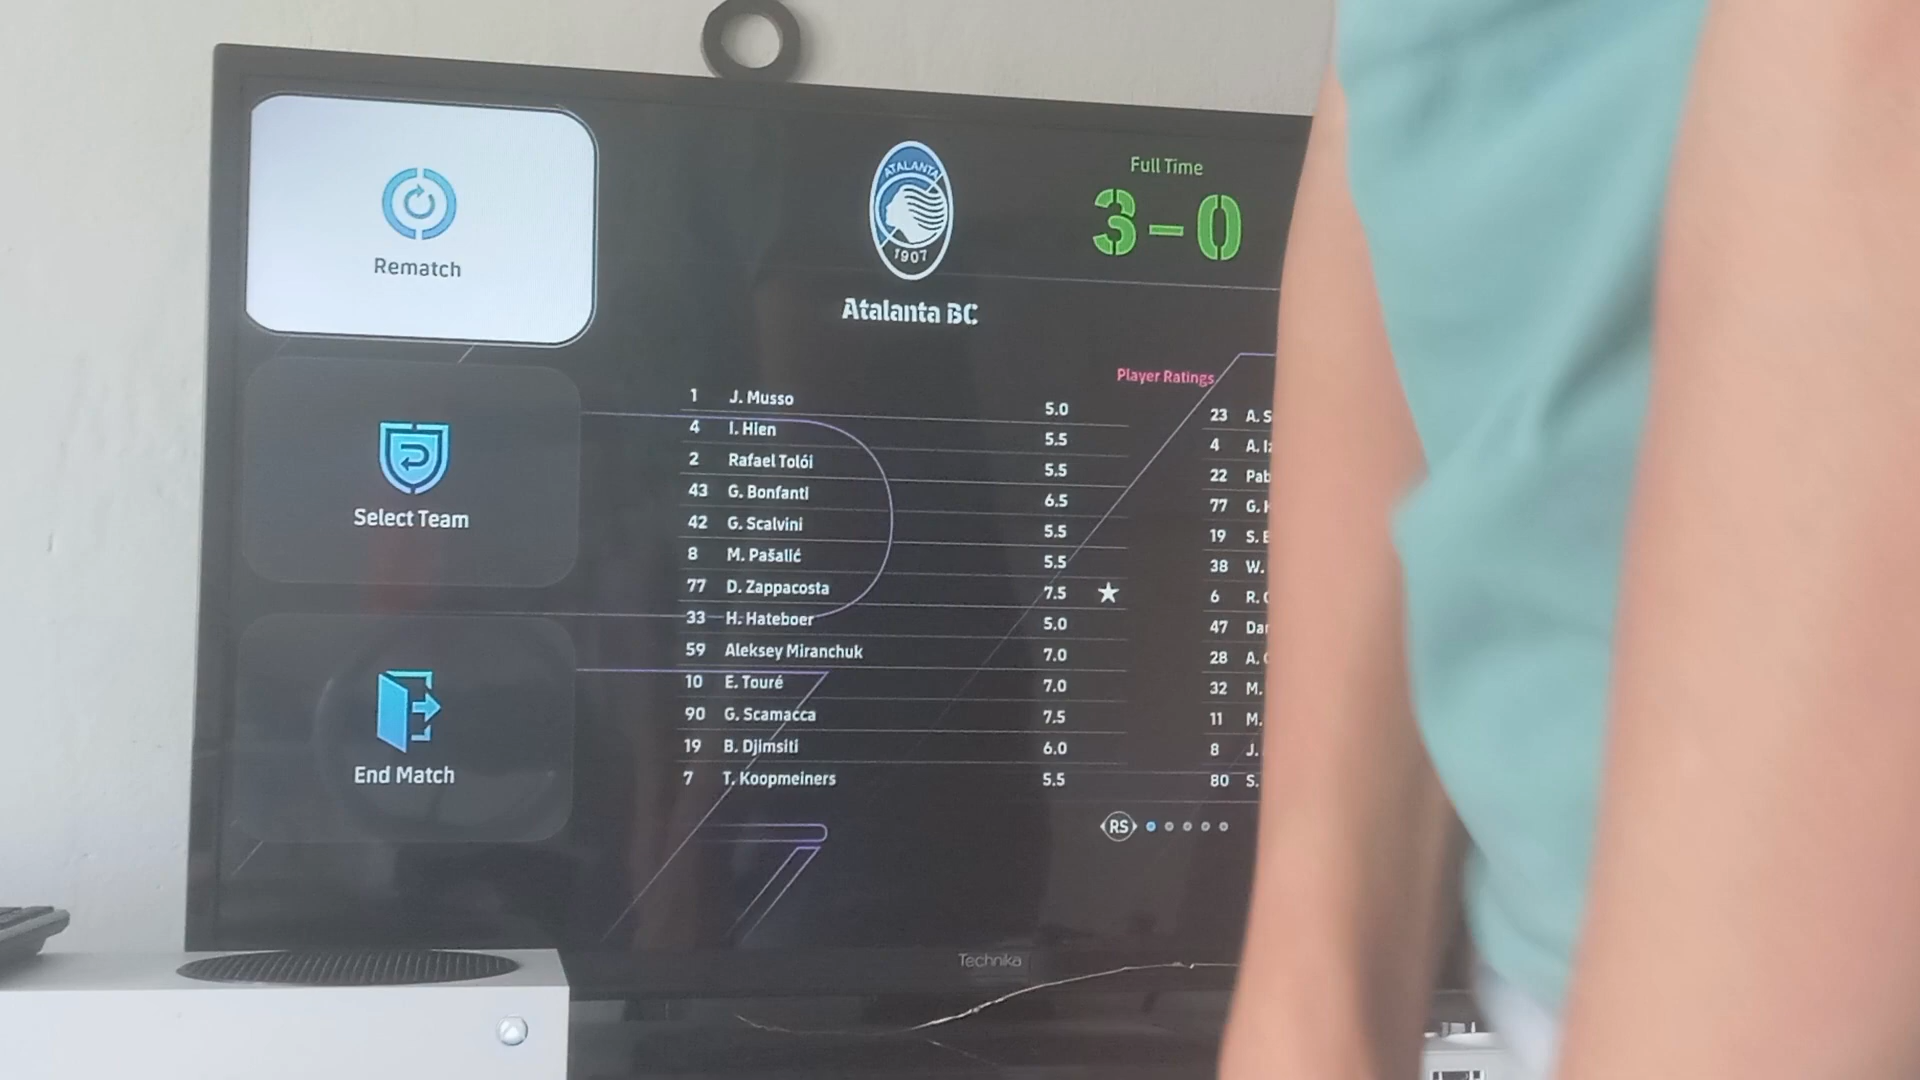 Rematch
Select Team
End Match
ATALANTA
1907
Atalanta BC
Full Time
3-0
Player Ratings
1 J. Musso 5.0
4 I. Hien 5.5
2 Rafael Tolói 5.5
43 G. Bonfanti 6.5
42 G. Scalvini 5.5
8 M. Pašalić 5.5
77 D. Zappacosta 7.5
33 H. Hateboer 5.0
59 Aleksey Miranchuk 7.0
10 E. Touré 7.0
90 G. Scamacca 7.5
19 B. Djimsiti 6.0
7 T. Koopmeiners 5.5
23 A. S
4 A. I
22 Pab
77 G.
19 S. E
38 W.
6 R.
47 Dar
28 A.
32 M.
11 M.
8 J.
80 S.
RS
Technika